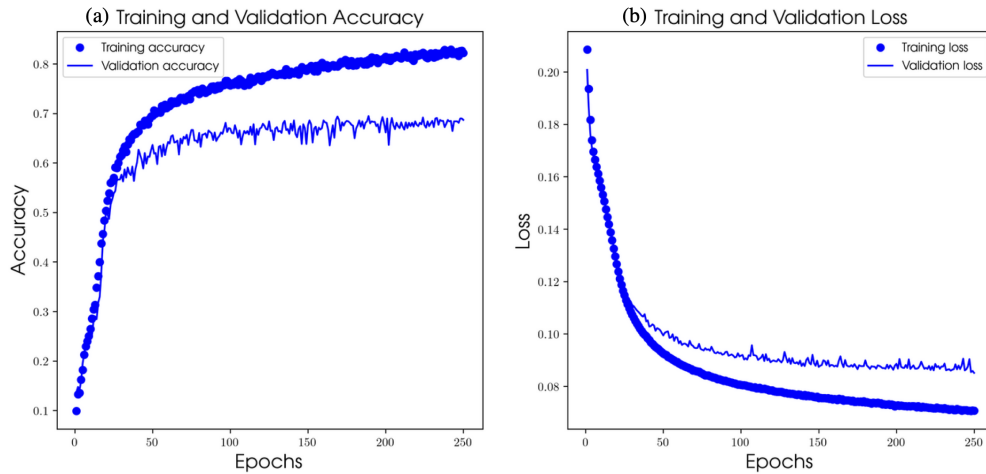 (a) Training and Validation Accuracy
Training accuracy
Validation accuracy
0.8
0.7
0.6
0.5
0.4
0.3
0.2
0.1
Accuracy
0 50 100 150 200 250
Epochs
(b) Training and Validation Loss
Training loss
Validation loss
0.20
0.18
0.16
0.14
0.12
0.10
0.08
Loss
0 50 100 150 200 250
Epochs